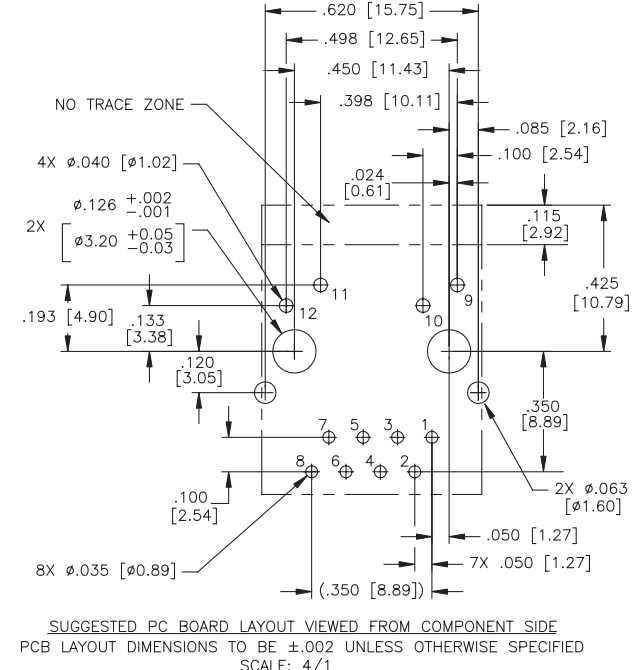 .620 [15.75]
.498 [12.65]
.450 [11.43]
NO TRACE ZONE
.398 [10.11]
.085 [2.16]
4X ø.040 [ø1.02]
.100 [2.54]
.024
[0.61]
2X
ø.126 +.002
-.001
ø3.20 +0.05
-0.03
.115
[2.92]
.425
[10.79]
11
9
12
10
.193 [4.90]
.133
[3.38]
.120
[3.05]
.350
[8.89]
7 5 3 1
8 6 4 2
.100
[2.54]
2X ø.063
[ø1.60]
.050 [1.27]
8X ø.035 [ø0.89]
7X .050 [1.27]
(.350 [8.89])
SUGGESTED PC BOARD LAYOUT VIEWED FROM COMPONENT SIDE
PCB LAYOUT DIMENSIONS TO BE ±.002 UNLESS OTHERWISE SPECIFIED
SCALE: 4/1